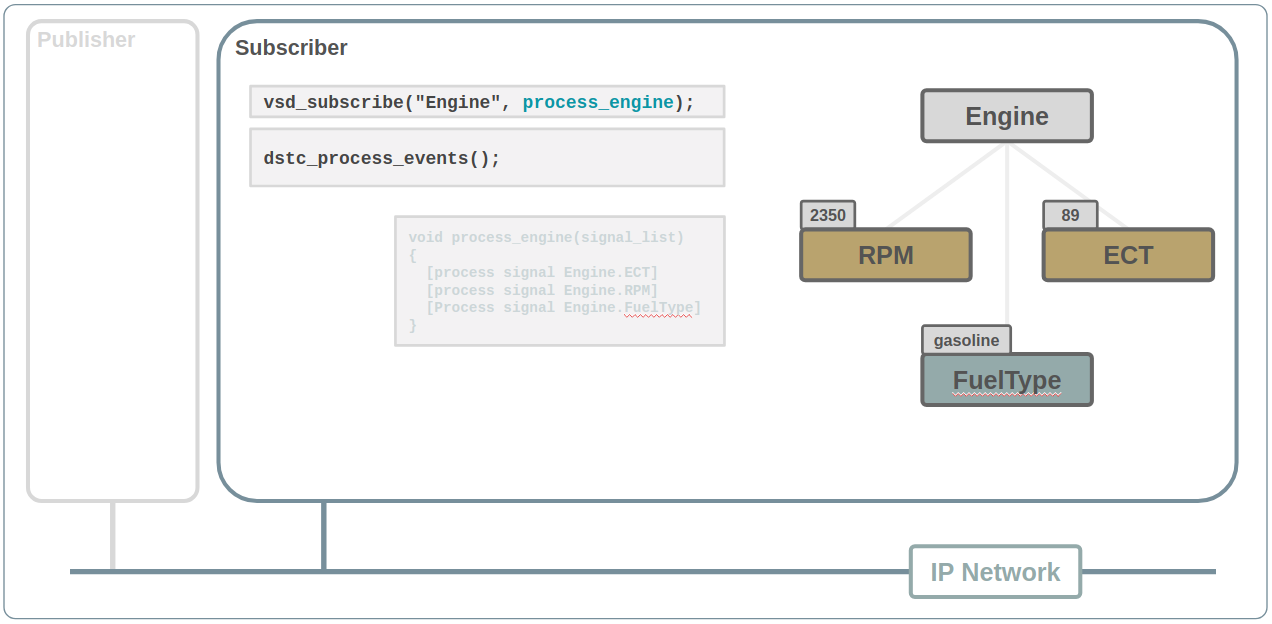 Publisher
Subscriber
vsd_subscribe("Engine", process_engine);
dstc_process_events();
void process_engine(signal_list)
{
  [process signal Engine.ECT]
  [process signal Engine.RPM]
  [Process signal Engine.FuelType]
}
Engine
2350
RPM
89
ECT
gasoline
FuelType
IP Network